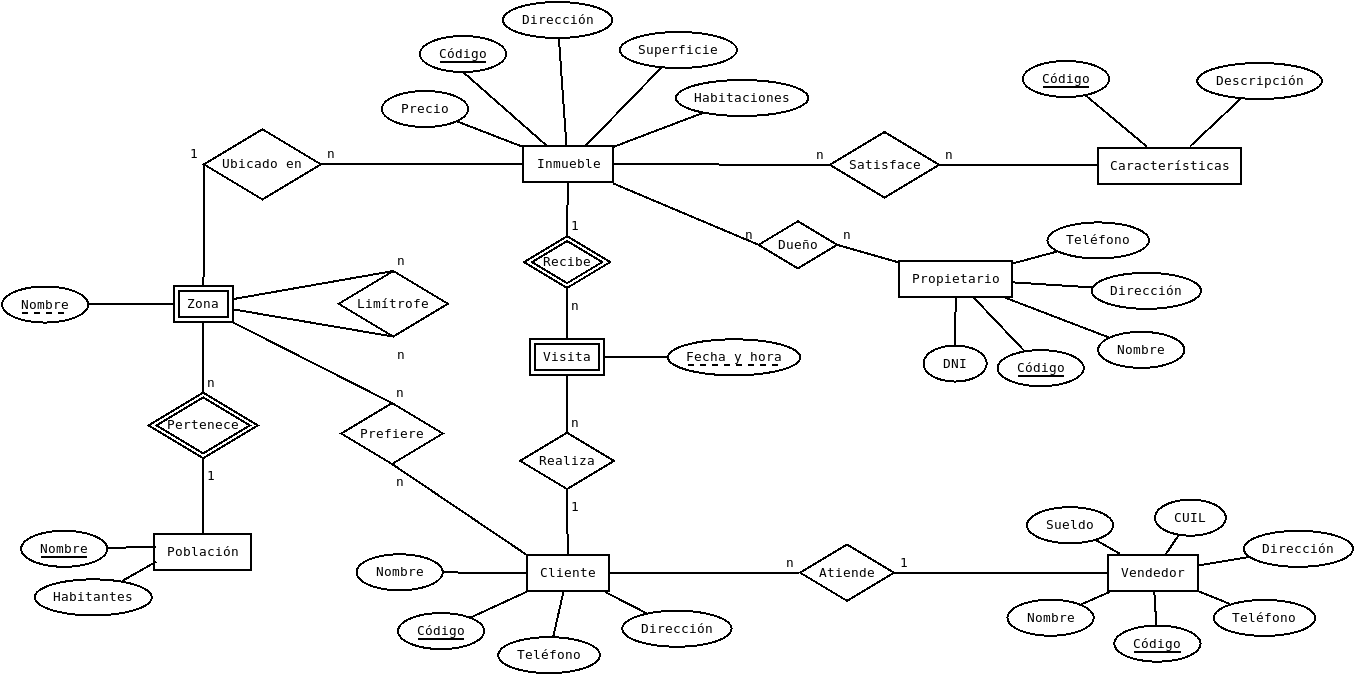 Dirección
Código
Superficie
Código
Descripción
Habitaciones
Precio
1
Ubicado en
n
Inmueble
n
Satisface
n
Características
1
n
Dueño
n
Teléfono
n
Recibe
Propietario
Dirección
Nombre
Zona
Limítrofe
n
n
Visita
Fecha y hora
DNI
Código
Nombre
n
n
n
Pertenece
Prefiere
Realiza
1
n
1
Sueldo
CUIL
Nombre
Población
Dirección
Habitantes
Nombre
Cliente
n
Atiende
1
Vendedor
Código
Teléfono
Dirección
Nombre
Código
Teléfono